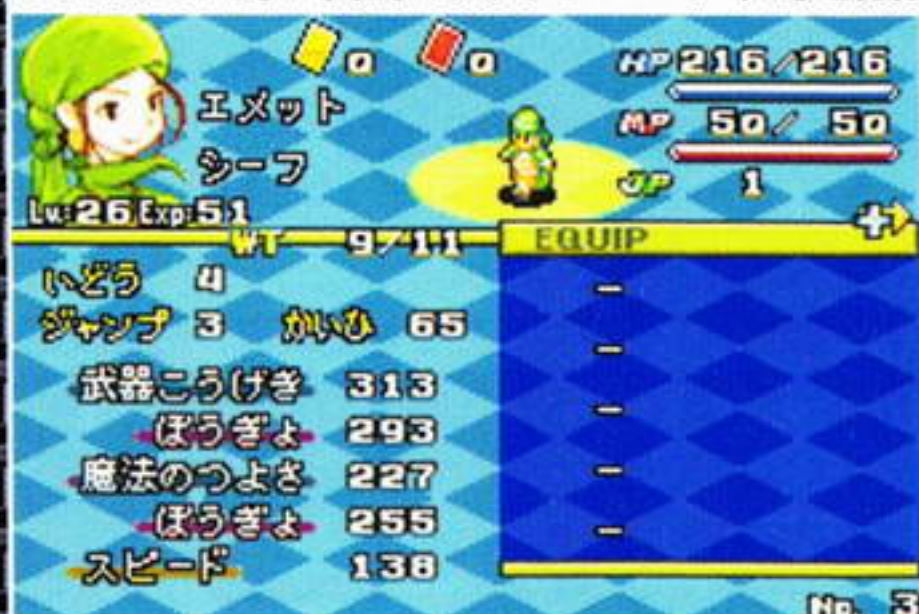 0 0
エメット
シーフ
Lv.26 Exp.51
HP 216/216
MP 50/ 50
JP 1
WT 9/11
EQUIP
いどう 4
ジャンプ 3 かいひ 65
武器こうげき 313
ぼうぎょ 293
魔法のつよさ 227
ぼうぎょ 255
スピード 138
—
—
—
—
—
No. 3